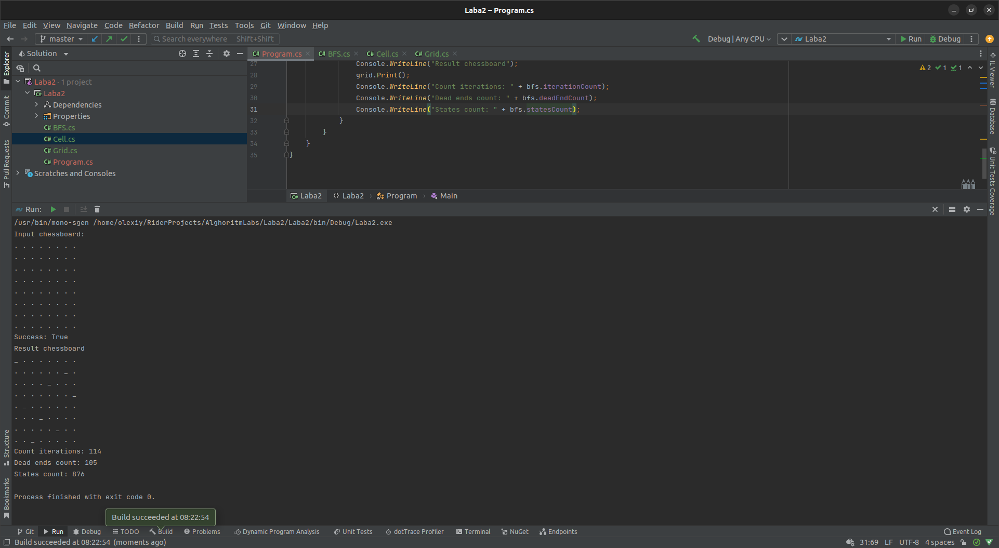 Laba2 – Program.cs
File Edit View Navigate Code Refactor Build Run Tests Tools Git Window Help
master Search everywhere Shift+Shift Debug | Any CPU Laba2 Run Debug
Solution
Program.cs BFS.cs Cell.cs Grid.cs
Explorer
Commit
Pull Requests
Structure
Bookmarks
Laba2 · 1 project
Laba2
Dependencies
Properties
BFS.cs
Cell.cs
Grid.cs
Program.cs
Scratches and Consoles
27 Console.WriteLine("Result chessboard");
28 grid.Print();
29 Console.WriteLine("Count iterations: " + bfs.iterationCount);
30 Console.WriteLine("Dead ends count: " + bfs.deadEndCount);
31 Console.WriteLine("States count: " + bfs.statesCount);
32 }
33 }
34 }
35 }
2 1 1
IL Viewer
Database
Unit Tests Coverage
Laba2 Laba2 Program Main
Run:
/usr/bin/mono-sgen /home/olexiy/RiderProjects/AlghoritmLabs/Laba2/Laba2/bin/Debug/Laba2.exe
Input chessboard:
. . . . . . . .
. . . . . . . .
. . . . . . . .
. . . . . . . .
. . . . . . . .
. . . . . . . .
. . . . . . . .
. . . . . . . .
Success: True
Result chessboard
_ . . . . . . .
. . . . . . _ .
. . . . _ . . .
. . . . . . . _
. _ . . . . . .
. . . _ . . . .
. . . . . _ . .
. . _ . . . . .
Count iterations: 114
Dead ends count: 105
States count: 876
Process finished with exit code 0.
Build succeeded at 08:22:54
Git Run Debug TODO Build Problems Dynamic Program Analysis Unit Tests dotTrace Profiler Terminal NuGet Endpoints Event Log
Build succeeded at 08:22:54 (moments ago) 31:69 LF UTF-8 4 spaces